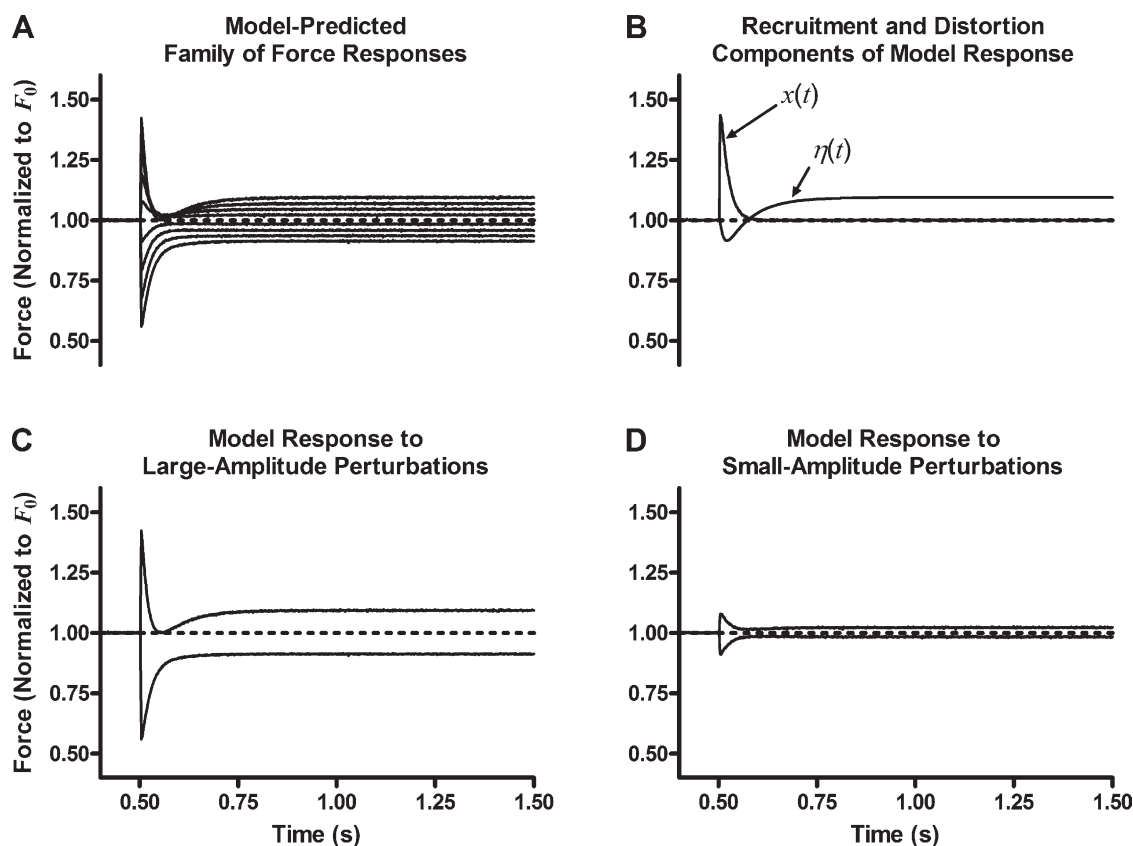 A
Model-Predicted
Family of Force Responses
Force (Normalized to F0)
1.50
1.25
1.00
0.75
0.50
B
Recruitment and Distortion
Components of Model Response
1.50
1.25
1.00
0.75
0.50
x(t)
η(t)
C
Model Response to
Large-Amplitude Perturbations
Force (Normalized to F0)
1.50
1.25
1.00
0.75
0.50
0.50 0.75 1.00 1.25 1.50
Time (s)
D
Model Response to
Small-Amplitude Perturbations
1.50
1.25
1.00
0.75
0.50
0.50 0.75 1.00 1.25 1.50
Time (s)